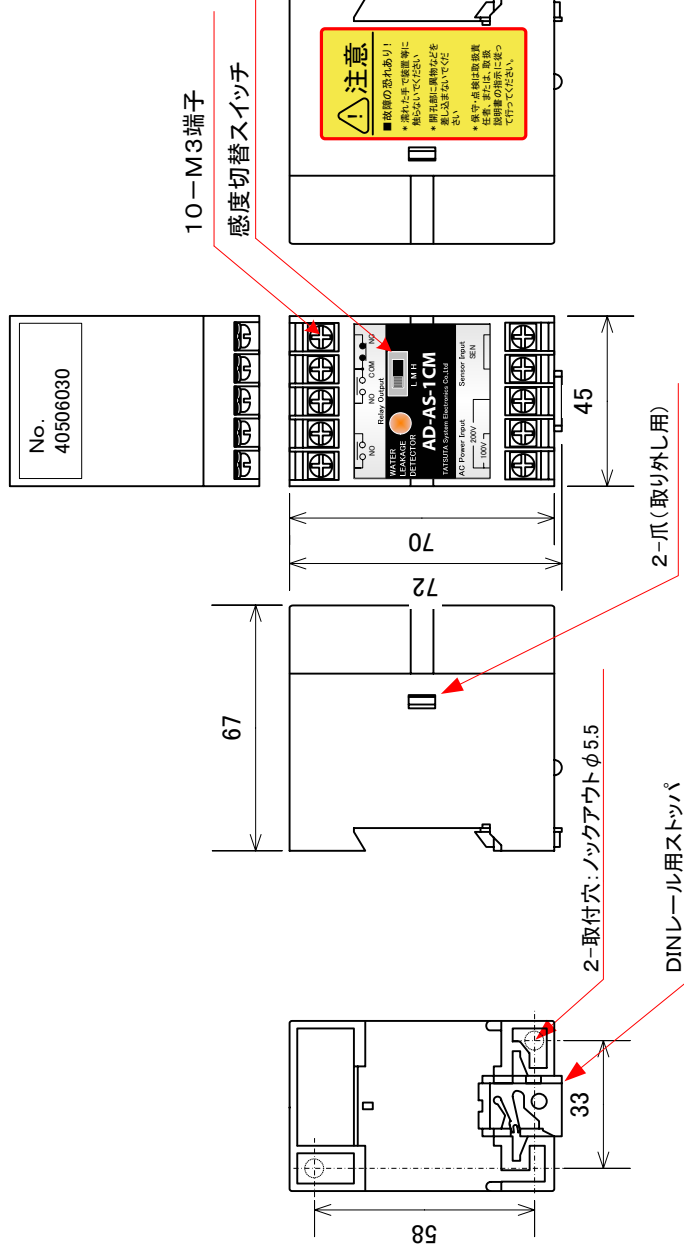 10－M3端子
感度切替スイッチ
注意
■故障の恐れあり！
＊濡れた手で装置等に
触らないでください
＊開孔部に異物などを
差し込まないでくだ
さい
＊保守・点検は取扱責
任者、または、取扱
説明書の指示に従っ
て行ってください。
No.
40506030
NO
NO
COM
NC
Relay Output
WATER
LEAKAGE
DETECTOR
L M H
AD-AS-1CM
TATSUTA System Electronics Co.,Ltd
AC Power Input
Sensor Input
200V
100V
SEN
45
70
72
2-爪（取り外し用）
67
2-取付穴：ノックアウトφ5.5
DINレール用ストッパ
33
58